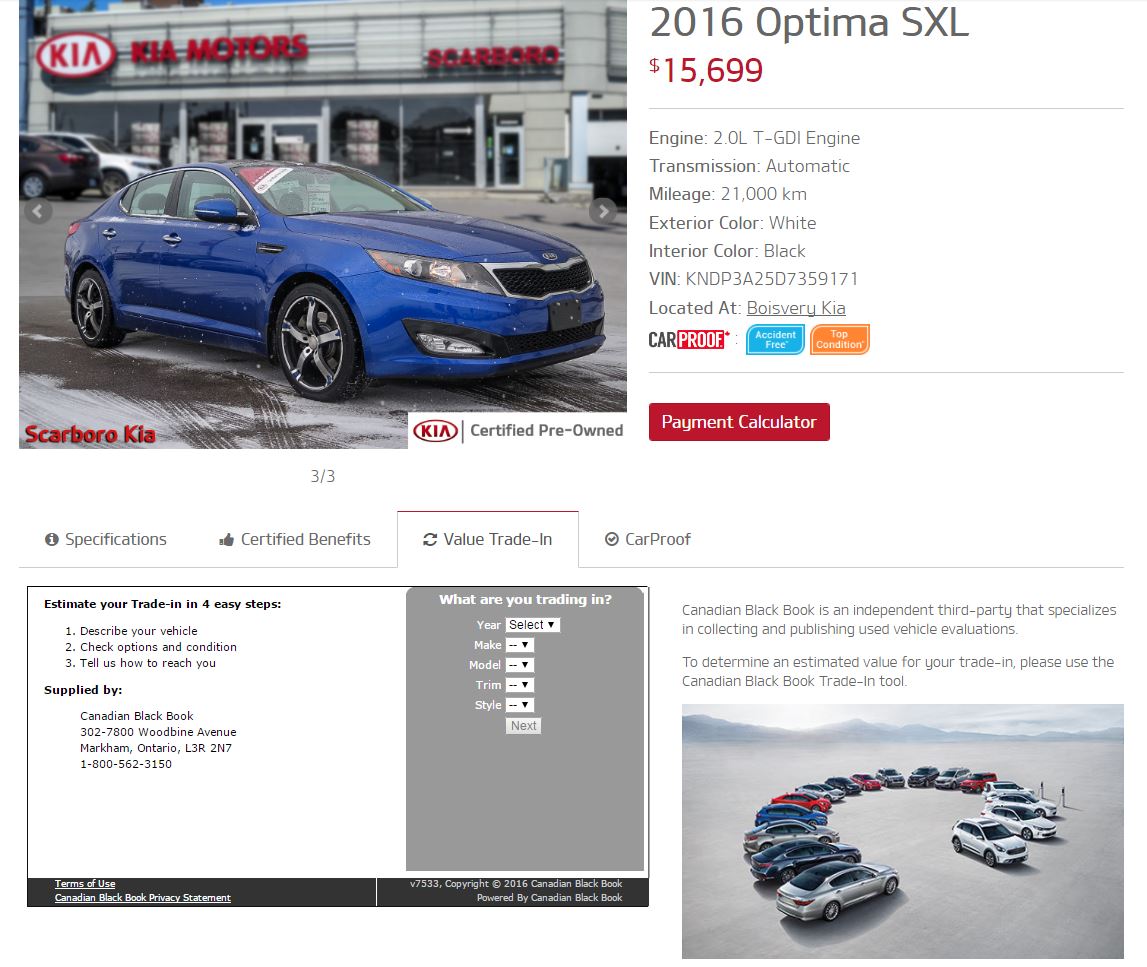 KIA
KIA MOTORS
SCARBORO
Scarboro Kia
KIA
Certified Pre-Owned
3/3
2016 Optima SXL
$15,699
Engine: 2.0L T-GDI Engine
Transmission: Automatic
Mileage: 21,000 km
Exterior Color: White
Interior Color: Black
VIN: KNDP3A25D7359171
Located At: Boisvery Kia
CARPROOF :
Accident
Free*
Top
Condition*
Payment Calculator
Specifications
Certified Benefits
Value Trade-In
CarProof
Estimate your Trade-in in 4 easy steps:
1. Describe your vehicle
2. Check options and condition
3. Tell us how to reach you
Supplied by:
Canadian Black Book
302-7800 Woodbine Avenue
Markham, Ontario, L3R 2N7
1-800-562-3150
What are you trading in?
Year Select
Make --
Model --
Trim --
Style --
Next
Terms of Use
Canadian Black Book Privacy Statement
v7533, Copyright © 2016 Canadian Black Book
Powered By Canadian Black Book
Canadian Black Book is an independent third-party that specializes
in collecting and publishing used vehicle evaluations.
To determine an estimated value for your trade-in, please use the
Canadian Black Book Trade-In tool.